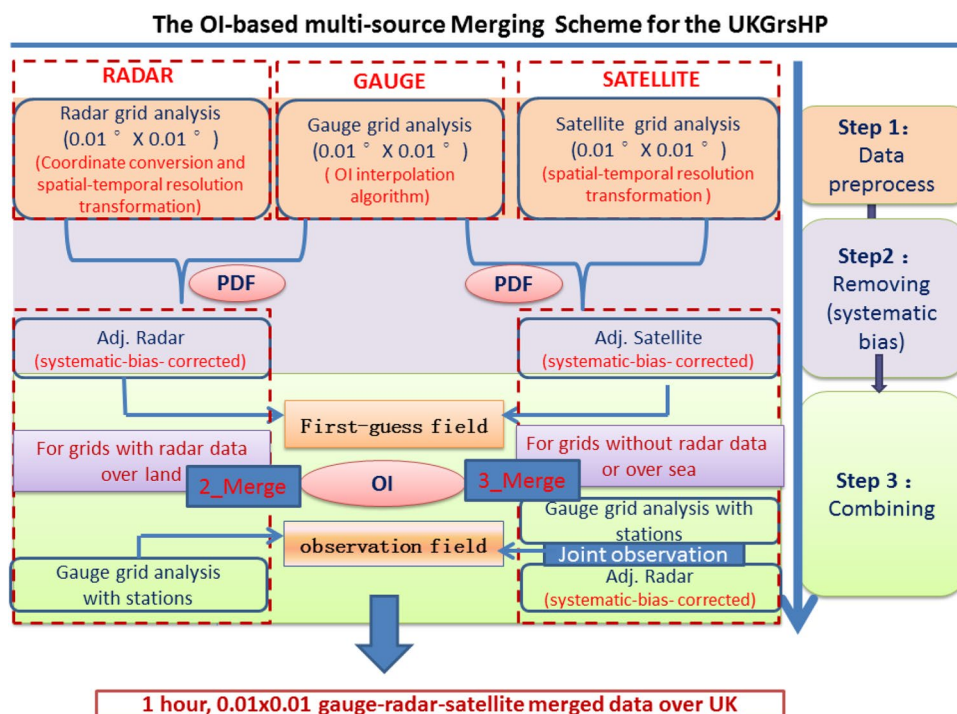 The OI-based multi-source Merging Scheme for the UKGrsHP
RADAR
Radar grid analysis
(0.01 ° X 0.01 ° )
(Coordinate conversion and
spatial-temporal resolution
transformation)
GAUGE
Gauge grid analysis
(0.01 ° X 0.01 ° )
( OI interpolation
algorithm)
SATELLITE
Satellite grid analysis
(0.01 ° X 0.01 ° )
(spatial-temporal resolution
transformation )
Step 1：
Data
preprocess
PDF
PDF
Step2 ：
Removing
(systematic
bias)
Adj. Radar
(systematic-bias- corrected)
Adj. Satellite
(systematic-bias- corrected)
First-guess field
For grids with radar data
over land
For grids without radar data
or over sea
2_Merge
OI
3_Merge
Step 3 ：
Combining
observation field
Gauge grid analysis
with stations
Gauge grid analysis with
stations
Joint observation
Adj. Radar
(systematic-bias- corrected)
1 hour, 0.01x0.01 gauge-radar-satellite merged data over UK